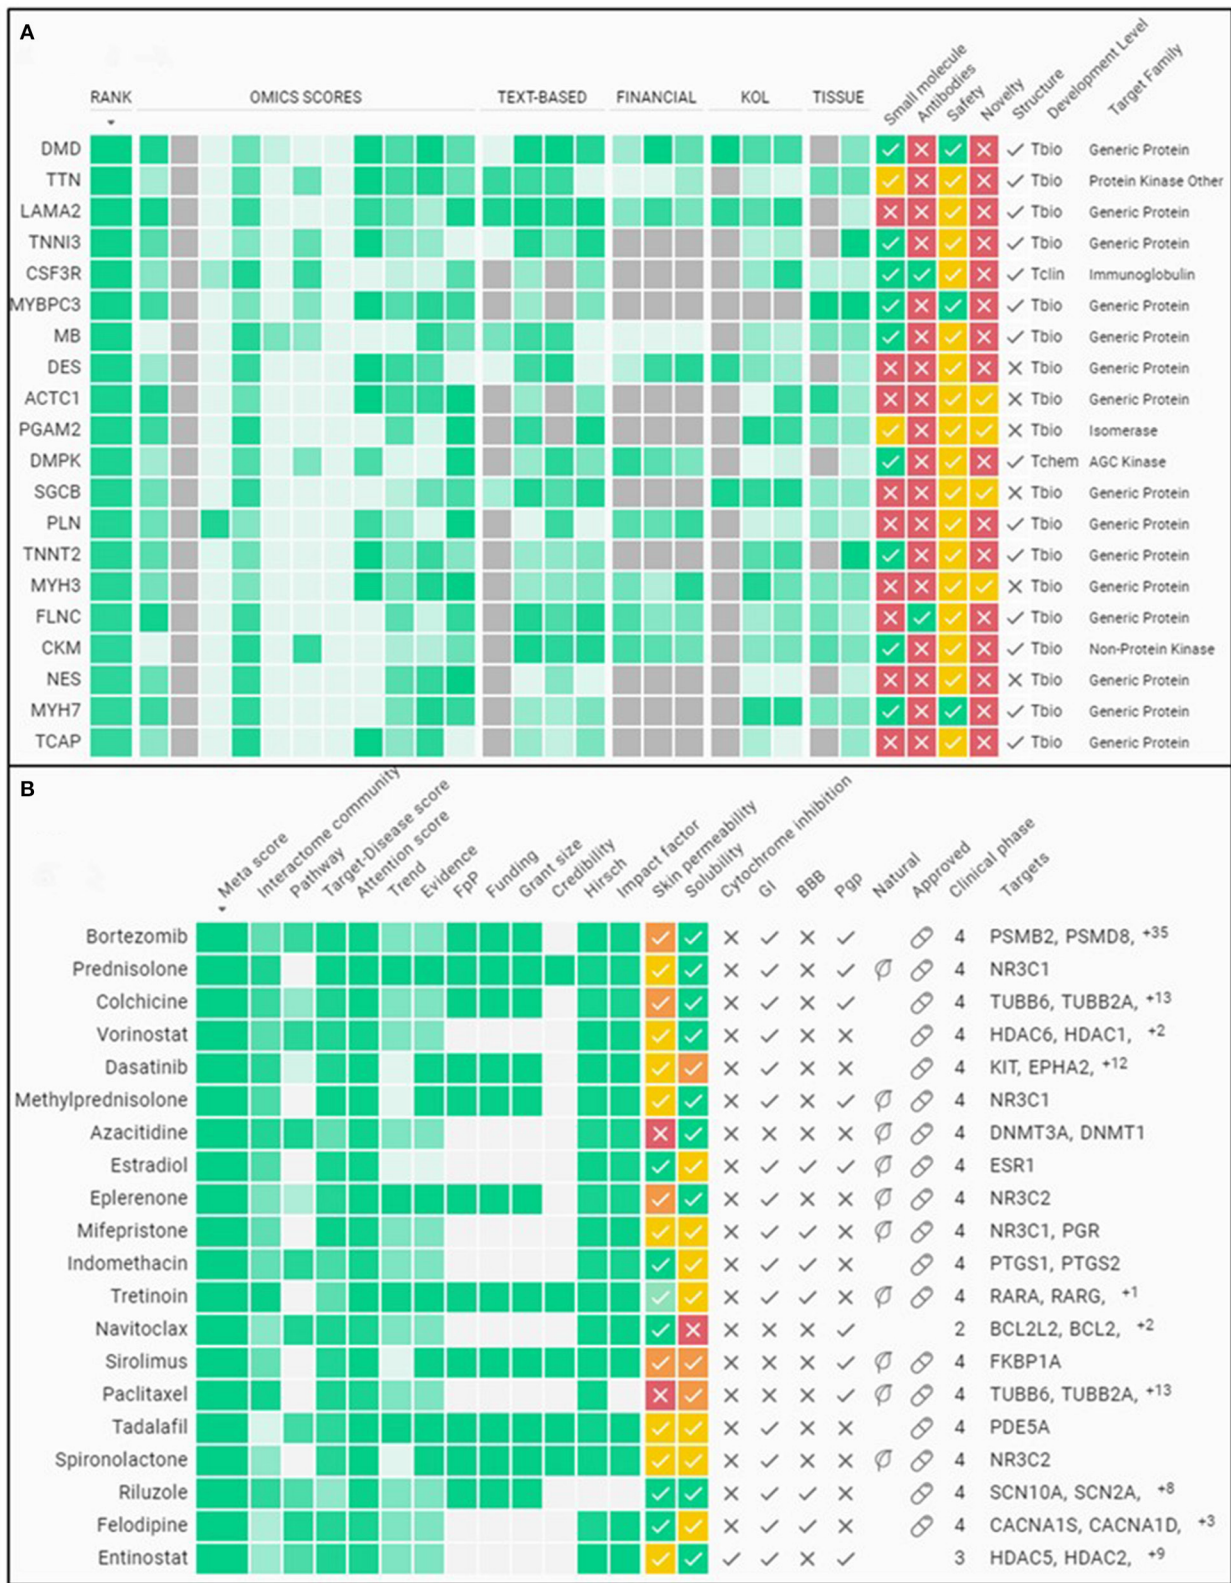 A
RANK OMICS SCORES TEXT-BASED FINANCIAL KOL TISSUE Small molecule Antibodies Safety Novelty Structure Development Level Target Family
DMD Tbio Generic Protein
TTN Tbio Protein Kinase Other
LAMA2 Tbio Generic Protein
TNNI3 Tbio Generic Protein
CSF3R Tclin Immunoglobulin
MYBPC3 Tbio Generic Protein
MB Tbio Generic Protein
DES Tbio Generic Protein
ACTC1 Tbio Generic Protein
PGAM2 Tbio Isomerase
DMPK Tchem AGC Kinase
SGCB Tbio Generic Protein
PLN Tbio Generic Protein
TNNT2 Tbio Generic Protein
MYH3 Tbio Generic Protein
FLNC Tbio Generic Protein
CKM Tbio Non-Protein Kinase
NES Tbio Generic Protein
MYH7 Tbio Generic Protein
TCAP Tbio Generic Protein
B
Meta score Interactome community Pathway Target-Disease score Attention score Trend Evidence FpP Funding Grant size Credibility Hirsch Impact factor Skin permeability Solubility Cytochrome inhibition GI BBB Pgp Natural Approved Clinical phase Targets
Bortezomib 4 PSMB2, PSMD8, +35
Prednisolone 4 NR3C1
Colchicine 4 TUBB6, TUBB2A, +13
Vorinostat 4 HDAC6, HDAC1, +2
Dasatinib 4 KIT, EPHA2, +12
Methylprednisolone 4 NR3C1
Azacitidine 4 DNMT3A, DNMT1
Estradiol 4 ESR1
Eplerenone 4 NR3C2
Mifepristone 4 NR3C1, PGR
Indomethacin 4 PTGS1, PTGS2
Tretinoin 4 RARA, RARG, +1
Navitoclax 2 BCL2L2, BCL2, +2
Sirolimus 4 FKBP1A
Paclitaxel 4 TUBB6, TUBB2A, +13
Tadalafil 4 PDE5A
Spironolactone 4 NR3C2
Riluzole 4 SCN10A, SCN2A, +8
Felodipine 4 CACNA1S, CACNA1D, +3
Entinostat 3 HDAC5, HDAC2, +9